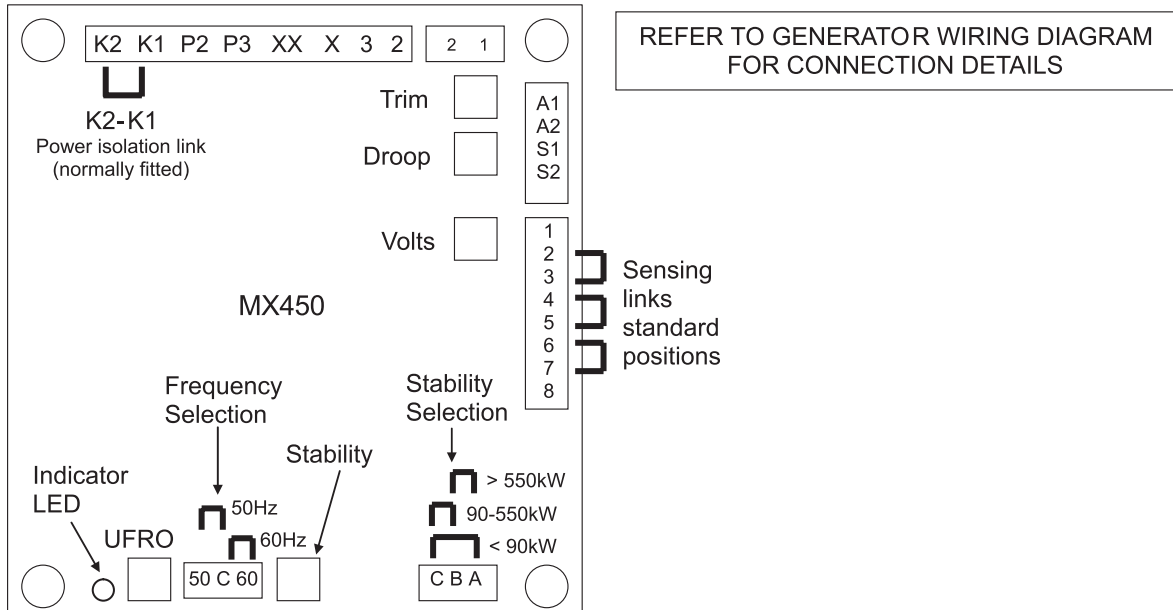 K2 K1 P2 P3 XX X 3 2
2 1
REFER TO GENERATOR WIRING DIAGRAM
FOR CONNECTION DETAILS
K2-K1
Power isolation link
(normally fitted)
Trim
Droop
Volts
A1
A2
S1
S2
1
2
3
4
5
6
7
8
Sensing
links
standard
positions
MX450
Frequency
Selection
Stability
Selection
Stability
Indicator
LED
> 550kW
50Hz
90-550kW
UFRO
60Hz
< 90kW
50 C 60
C B A